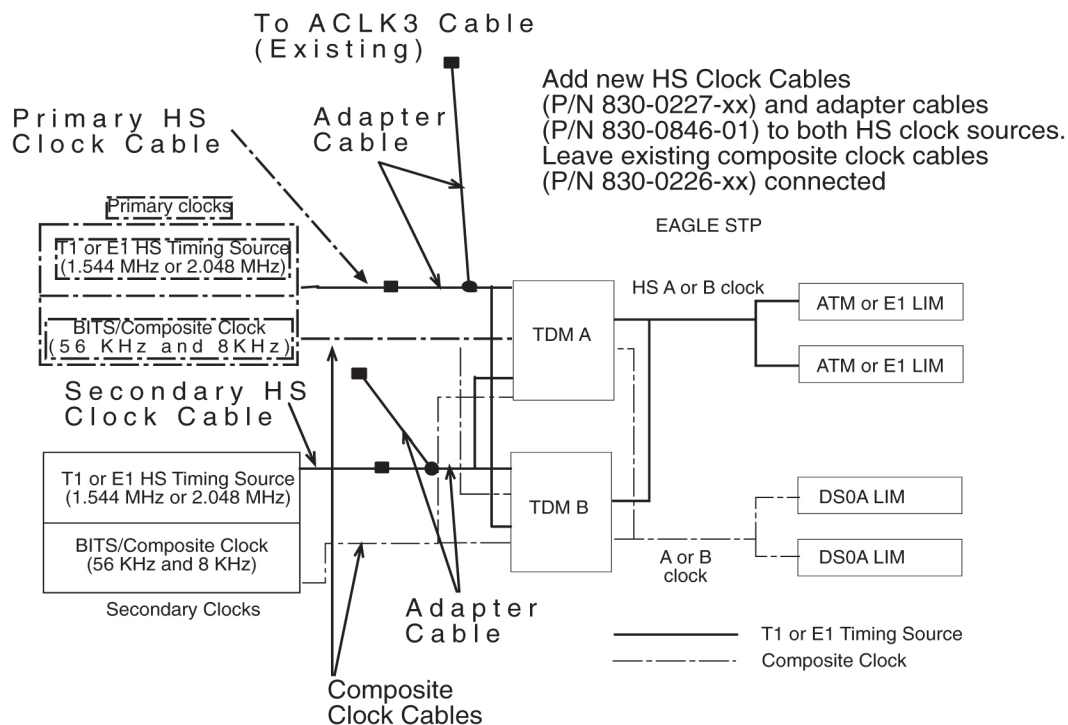 To ACLK3 Cable
(Existing)
Add new HS Clock Cables
(P/N 830-0227-xx) and adapter cables
(P/N 830-0846-01) to both HS clock sources.
Leave existing composite clock cables
(P/N 830-0226-xx) connected
Primary HS
Clock Cable
Adapter
Cable
Primary clocks
EAGLE STP
T1 or E1 HS Timing Source
(1.544 MHz or 2.048 MHz)
BITS/Composite Clock
(56 KHz and 8KHz)
TDM A
HS A or B clock
ATM or E1 LIM
ATM or E1 LIM
Secondary HS
Clock Cable
T1 or E1 HS Timing Source
(1.544 MHz or 2.048 MHz)
BITS/Composite Clock
(56 KHz and 8 KHz)
Secondary Clocks
TDM B
DS0A LIM
DS0A LIM
A or B
clock
Adapter
Cable
Composite
Clock Cables
T1 or E1 Timing Source
Composite Clock